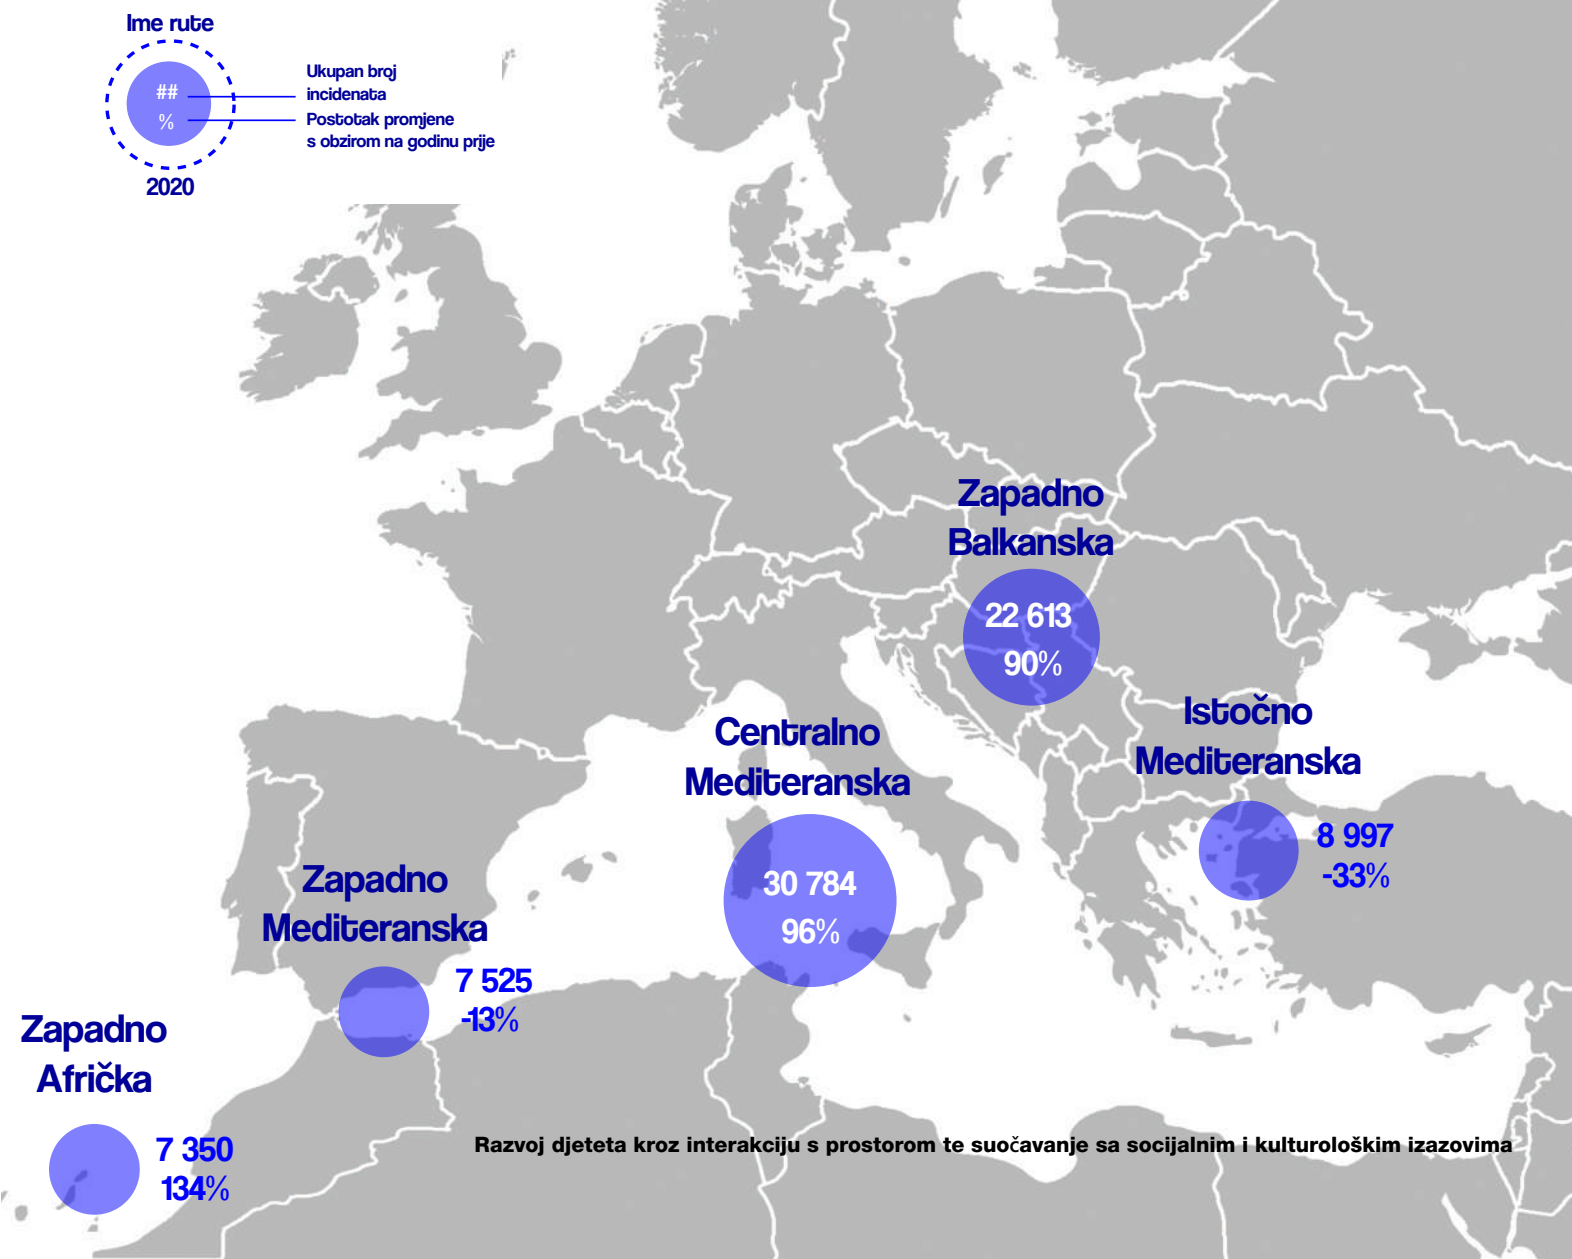 Ime rute
##
%
Ukupan broj
incidenata
Postotak promjene
s obzirom na godinu prije
2020
Zapadno
Balkanska
22 613
90%
Istočno
Mediteranska
8 997
-33%
Centralno
Mediteranska
30 784
96%
Zapadno
Mediteranska
7 525
-13%
Zapadno
Afrička
7 350
134%
Razvoj djeteta kroz interakciju s prostorom te suočavanje sa socijalnim i kulturološkim izazovima